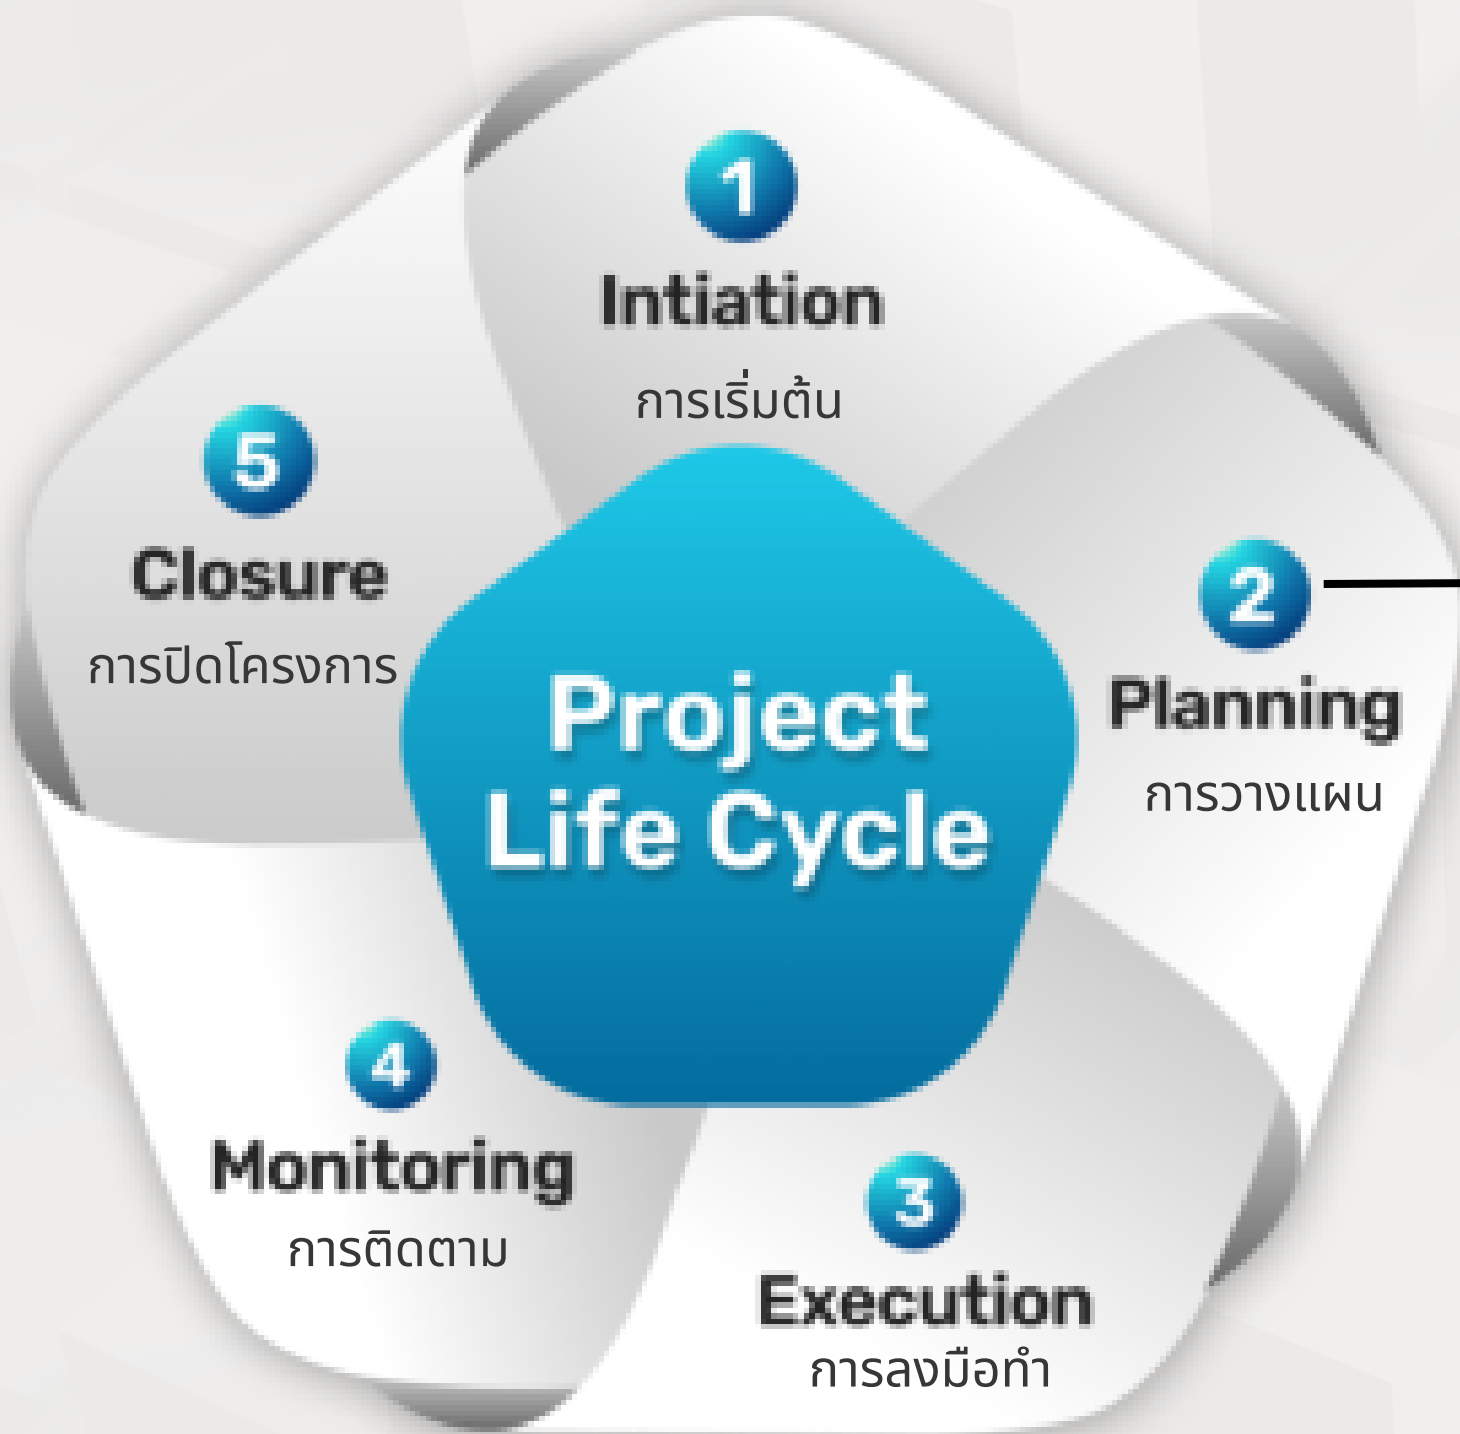 1
Intiation
การเริ่มต้น
2
Planning
การวางแผน
3
Execution
การลงมือทำ
4
Monitoring
การติดตาม
5
Closure
การปิดโครงการ
Project
Life Cycle